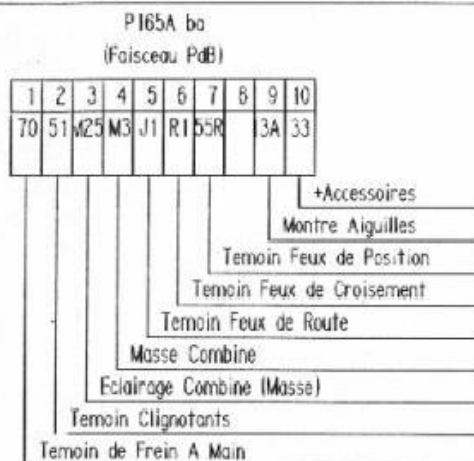 P165A ba
(Faisceau PdB)
1 2 3 4 5 6 7 8 9 10
70 51 M25 M3 J1 R1 55R 13A 33
+Accessoires
Montre Aiguilles
Temoin Feux de Position
Temoin Feux de Croisement
Temoin Feux de Route
Masse Combine
Eclairage Combine (Masse)
Temoin Clignotants
Temoin de Frein A Main